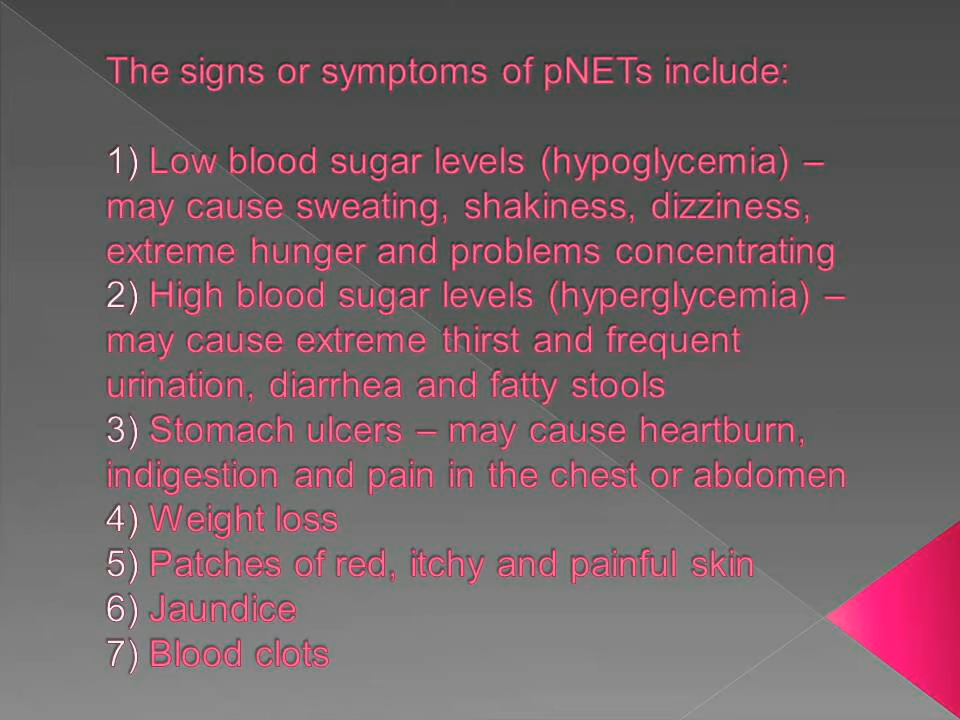 The signs or symptoms of pNETs include:
1) Low blood sugar levels (hypoglycemia) –
may cause sweating, shakiness, dizziness,
extreme hunger and problems concentrating
2) High blood sugar levels (hyperglycemia) –
may cause extreme thirst and frequent
urination, diarrhea and fatty stools
3) Stomach ulcers – may cause heartburn,
indigestion and pain in the chest or abdomen
4) Weight loss
5) Patches of red, itchy and painful skin
6) Jaundice
7) Blood clots